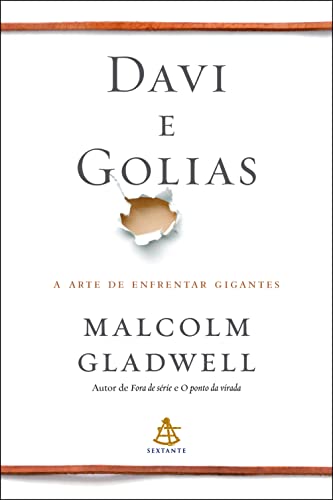 DAVI
E
GOLIAS
A ARTE DE ENFRENTAR GIGANTES
MALCOLM
GLADWELL
Autor de Fora de série e O ponto da virada
SEXTANTE